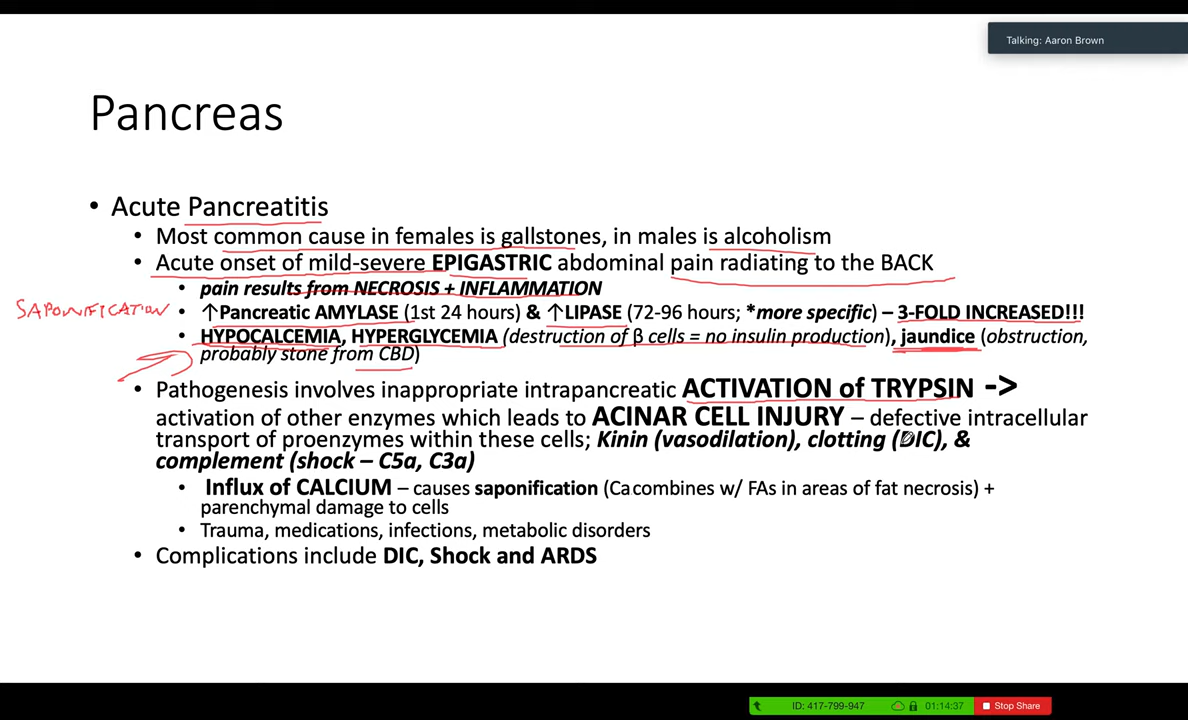 Talking: Aaron Brown
Pancreas
• Acute Pancreatitis
• Most common cause in females is gallstones, in males is alcoholism
• Acute onset of mild-severe EPIGASTRIC abdominal pain radiating to the BACK
• pain results from NECROSIS + INFLAMMATION
SAPONIFICATION • ↑Pancreatic AMYLASE (1st 24 hours) & ↑LIPASE (72-96 hours; *more specific) – 3-FOLD INCREASED!!!
• HYPOCALCEMIA, HYPERGLYCEMIA (destruction of β cells = no insulin production), jaundice (obstruction,
probably stone from CBD)
• Pathogenesis involves inappropriate intrapancreatic ACTIVATION of TRYPSIN ->
activation of other enzymes which leads to ACINAR CELL INJURY – defective intracellular
transport of proenzymes within these cells; Kinin (vasodilation), clotting (DIC), &
complement (shock – C5a, C3a)
• Influx of CALCIUM – causes saponification (Ca combines w/ FAs in areas of fat necrosis) +
parenchymal damage to cells
• Trauma, medications, infections, metabolic disorders
• Complications include DIC, Shock and ARDS
ID: 417-799-947 01:14:37 Stop Share